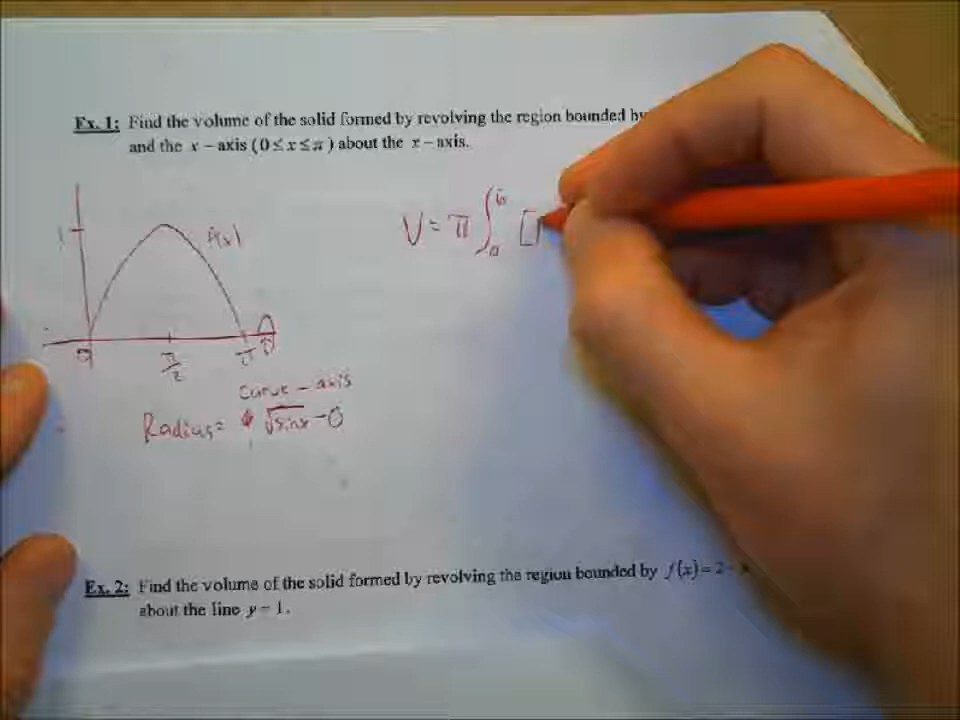 Ex. 1: Find the volume of the solid formed by revolving the region bounded by
and the x – axis (0 ≤ x ≤ π) about the x – axis.
1
f(x)
0
π/2
π
V = π ∫ₐᵇ [
curve – axis
Radius = √sinx – 0
Ex. 2: Find the volume of the solid formed by revolving the region bounded by f(x) = 2 –
about the line y = 1.